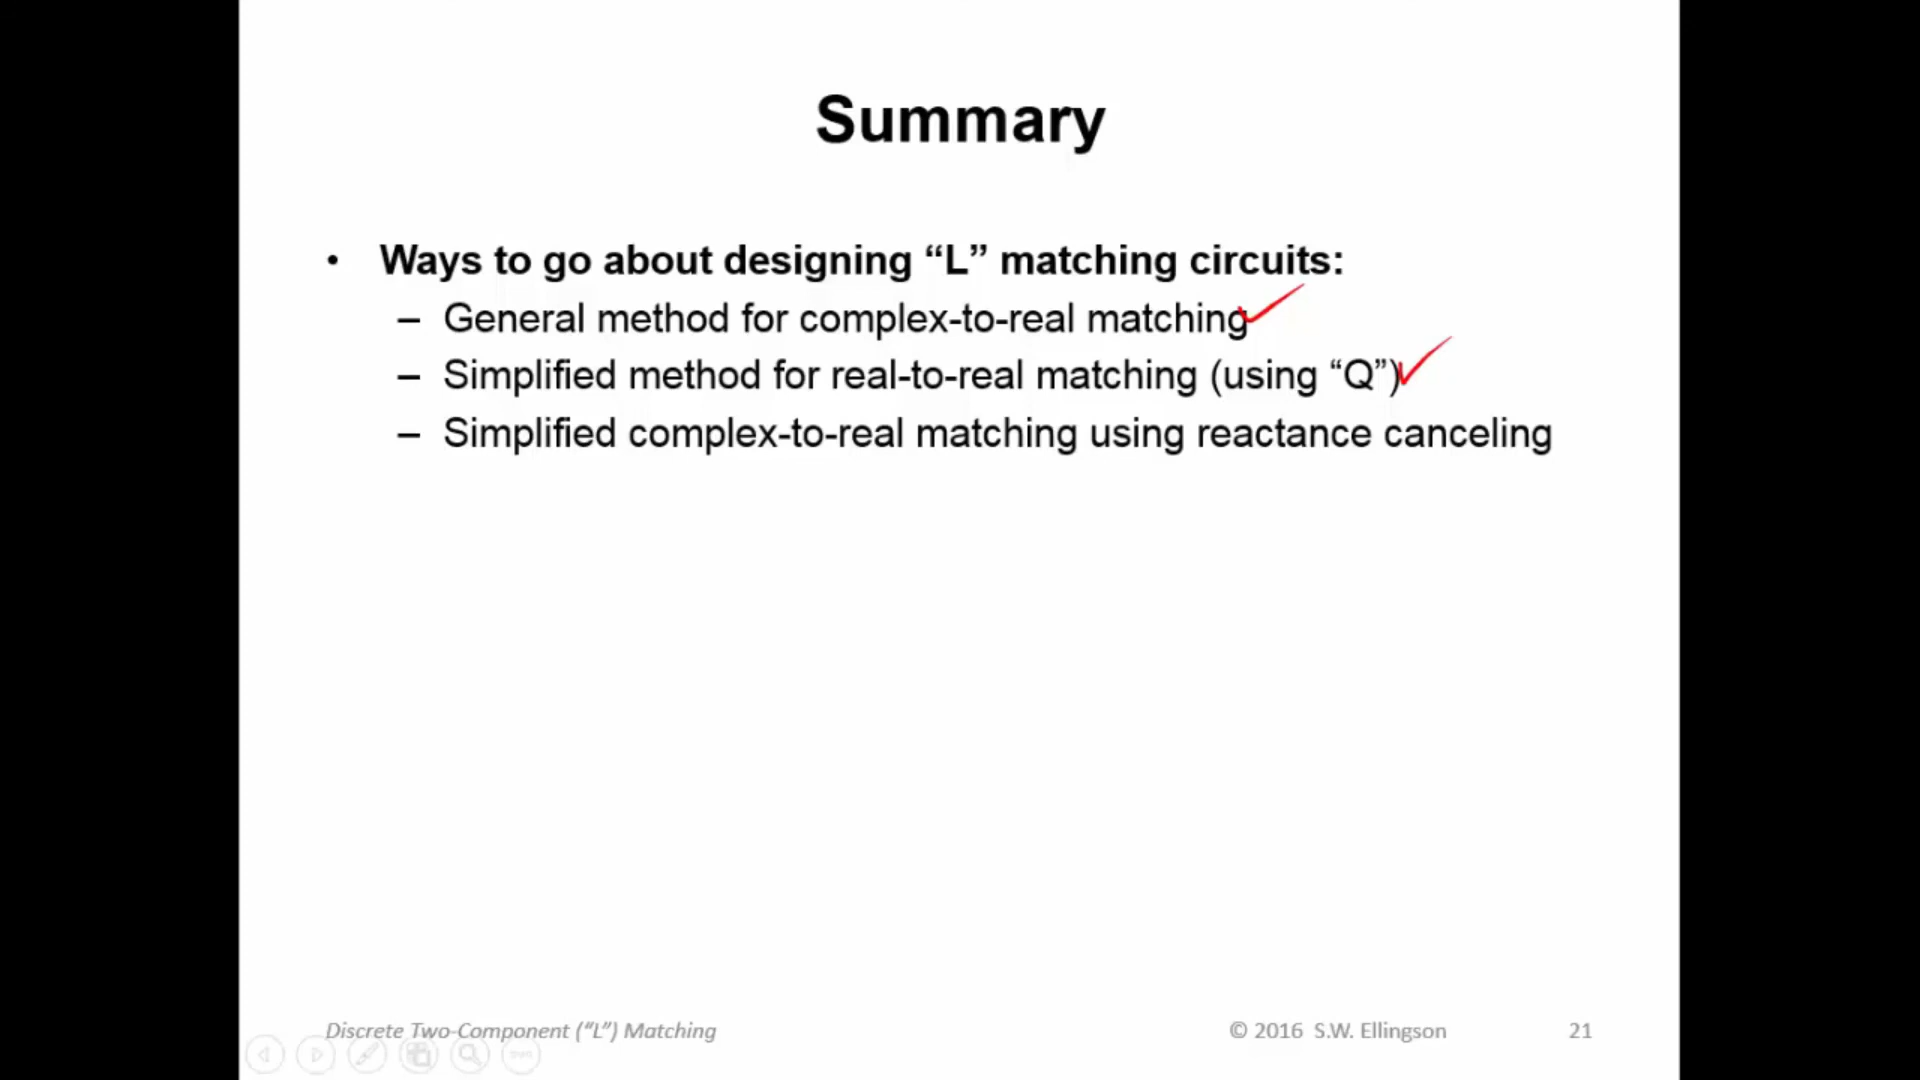 Summary
• Ways to go about designing “L” matching circuits:
– General method for complex-to-real matching
– Simplified method for real-to-real matching (using “Q”)
– Simplified complex-to-real matching using reactance canceling
Discrete Two-Component (“L”) Matching © 2016 S.W. Ellingson 21